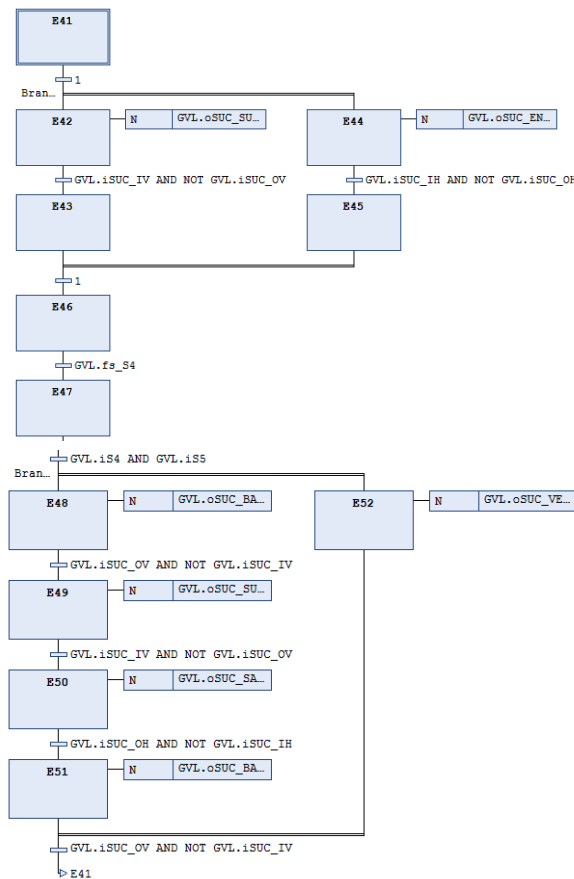 E41
1
Bran…
E42 N GVL.oSUC_SU… E44 N GVL.oSUC_EN…
GVL.iSUC_IV AND NOT GVL.iSUC_OV GVL.iSUC_IH AND NOT GVL.iSUC_OH
E43 E45
1
E46
GVL.fs_S4
E47
GVL.iS4 AND GVL.iS5
Bran…
E48 N GVL.oSUC_BA… E52 N GVL.oSUC_VE…
GVL.iSUC_OV AND NOT GVL.iSUC_IV
E49 N GVL.oSUC_SU…
GVL.iSUC_IV AND NOT GVL.iSUC_OV
E50 N GVL.oSUC_SA…
GVL.iSUC_OH AND NOT GVL.iSUC_IH
E51 N GVL.oSUC_BA…
GVL.iSUC_OV AND NOT GVL.iSUC_IV
E41